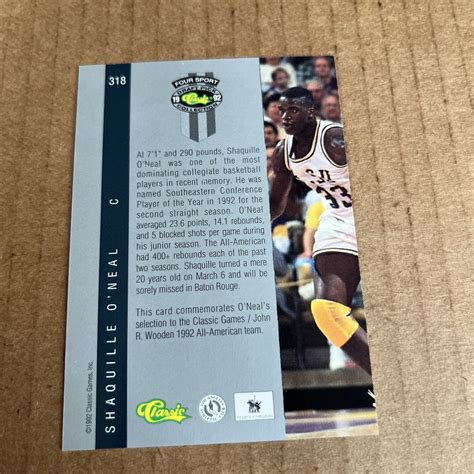 318
FOUR SPORT
DRAFT PICK
19 Classic 92
COLLECTION
At 7'1" and 290 pounds, Shaquille
O'Neal was one of the most
dominating collegiate basketball
players in recent memory. He was
named Southeastern Conference
Player of the Year in 1992 for the
second straight season. O'Neal
averaged 23.6 points, 14.1 rebounds,
and 5 blocked shots per game during
his junior season. The All-American
had 400+ rebounds each of the past
two seasons. Shaquille turned a mere
20 years old on March 6 and will be
sorely missed in Baton Rouge.
This card commemorates O'Neal's
selection to the Classic Games / John
R. Wooden 1992 All-American team.
SHAQUILLE O'NEAL C
©1992 Classic Games, Inc.
Classic
33